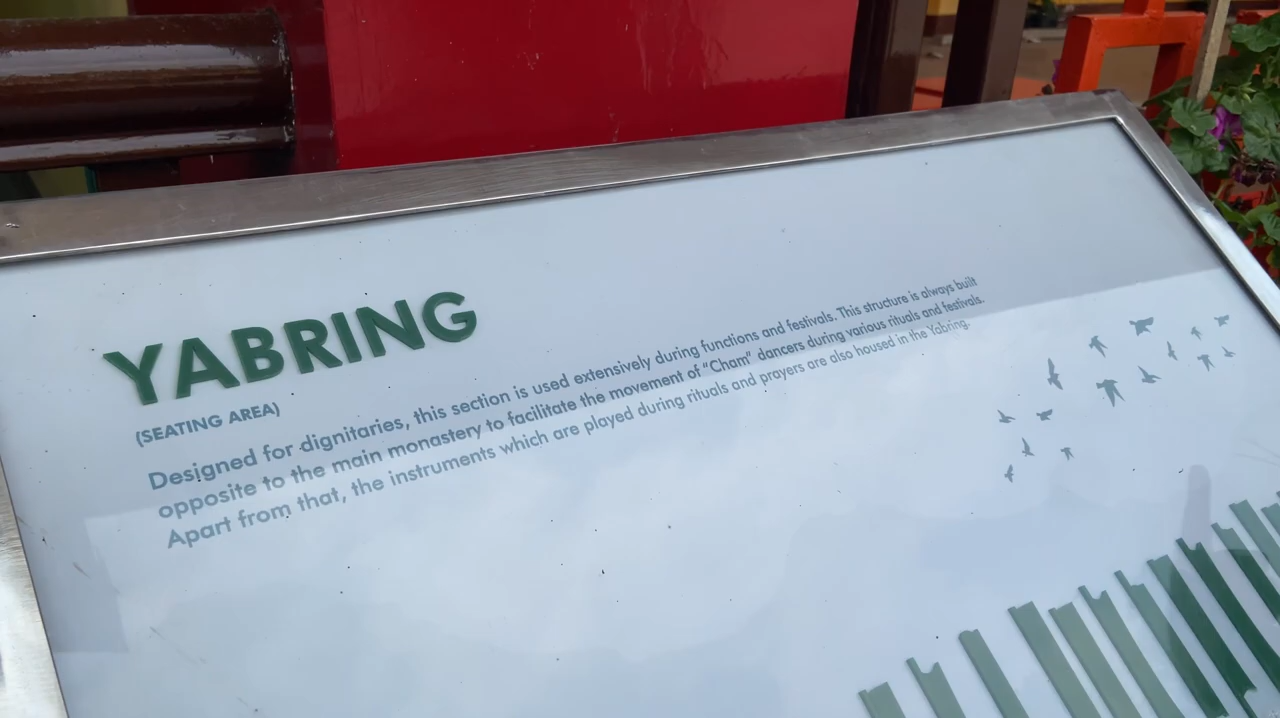 YABRING
(SEATING AREA)
Designed for dignitaries, this section is used extensively during functions and festivals. This structure is always built
opposite to the main monastery to facilitate the movement of “Cham” dancers during various rituals and festivals.
Apart from that, the instruments which are played during rituals and prayers are also housed in the Yabring.